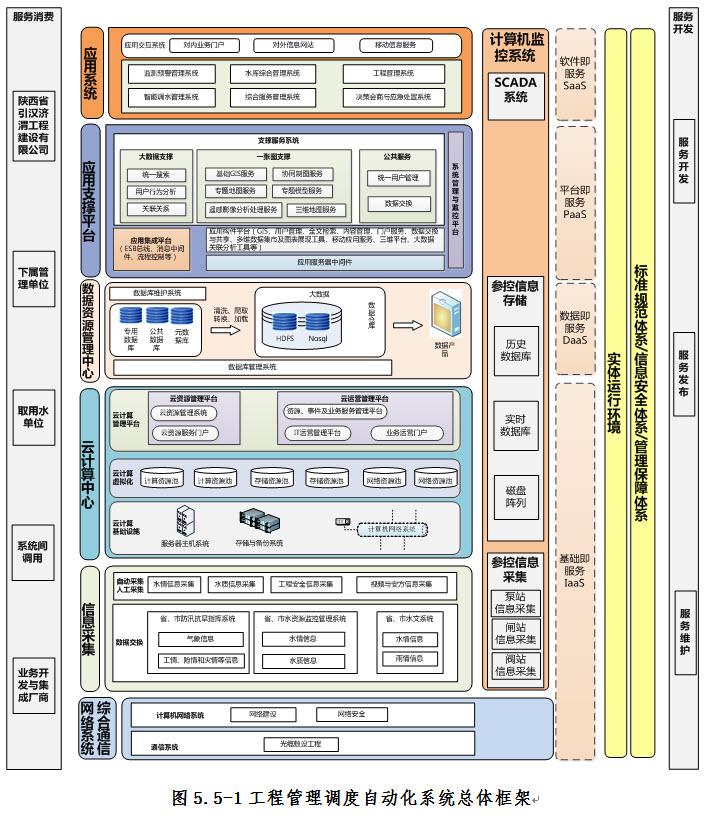 服务消费
陕西省
引汉济
渭工程
建设有
限公司
下属管
理单位
取用水
单位
系统间
调用
业务开
发与集
成厂商
应用系统
应用交互系统
对内业务门户
对外信息网站
移动信息服务
监测预警管理系统
水库综合管理系统
工程管理系统
智能调水管理系统
综合服务管理系统
决策会商与应急处置系统
应用支撑平台
支撑服务系统
大数据支撑
统一搜索
用户行为分析
关联关系
一张图支撑
基础GIS服务
协同制图服务
专题地图服务
专题模型服务
遥感影像分析处理服务
三维地图服务
公共服务
统一用户管理
数据交换
系统管理与监控平台
应用集成平台
(ESB总线、消息中间
件、流程控制等)
应用构件平台(GIS、用户管理、全文检索、内容管理、门户服务、数据交换
与共享、多维数据集市及图表展现工具、移动应用服务、三维平台、大数据
关联分析工具等)
应用服务器中间件
数据资源管理中心
数据库维护系统
专用
数据
库
公共
数据
库
元数
据库
清洗、爬取
转换、加载
大数据
HDFS
Nosql
数据仓库
数据产
品
数据库管理系统
云计算中心
云计算
管理平台
云资源管理平台
云资源管理系统
云资源服务门户
云运营管理平台
资源、事件及业务服务管理平台
IT运营管理平台
业务运营门户
云计算
虚拟化
计算资源池
计算资源池
存储资源池
存储资源池
网络资源池
网络资源池
云计算
基础设施
服务器主机系统
存储与备份系统
计算机网络系统
信息采集
自动采集
人工采集
水情信息采集
水质信息采集
工程安全信息采集
视频与安方信息采集
数据交换
省、市防汛抗旱指挥系统
气象信息
工情、险情和灾情等信息
省、市水资源监控管理系统
水情信息
水质信息
省、市水文系统
水情信息
雨情信息
综合通信
网络系统
计算机网络系统
网络建设
网络安全
通信系统
光缆敷设工程
计算机监
控系统
SCADA
系统
参控信息
存储
历史
数据库
实时
数据库
磁盘
阵列
参控信息
采集
泵站
信息采集
闸站
信息采集
阀站
信息采集
软件即
服务
SaaS
平台即
服务
PaaS
数据即
服务
DaaS
基础即
服务
IaaS
实体运行环境
标准规范体系/信息安全体系/管理保障体系
服务
开发
服务
开发
服务
发布
服务
维护
图 5.5-1 工程管理调度自动化系统总体框架